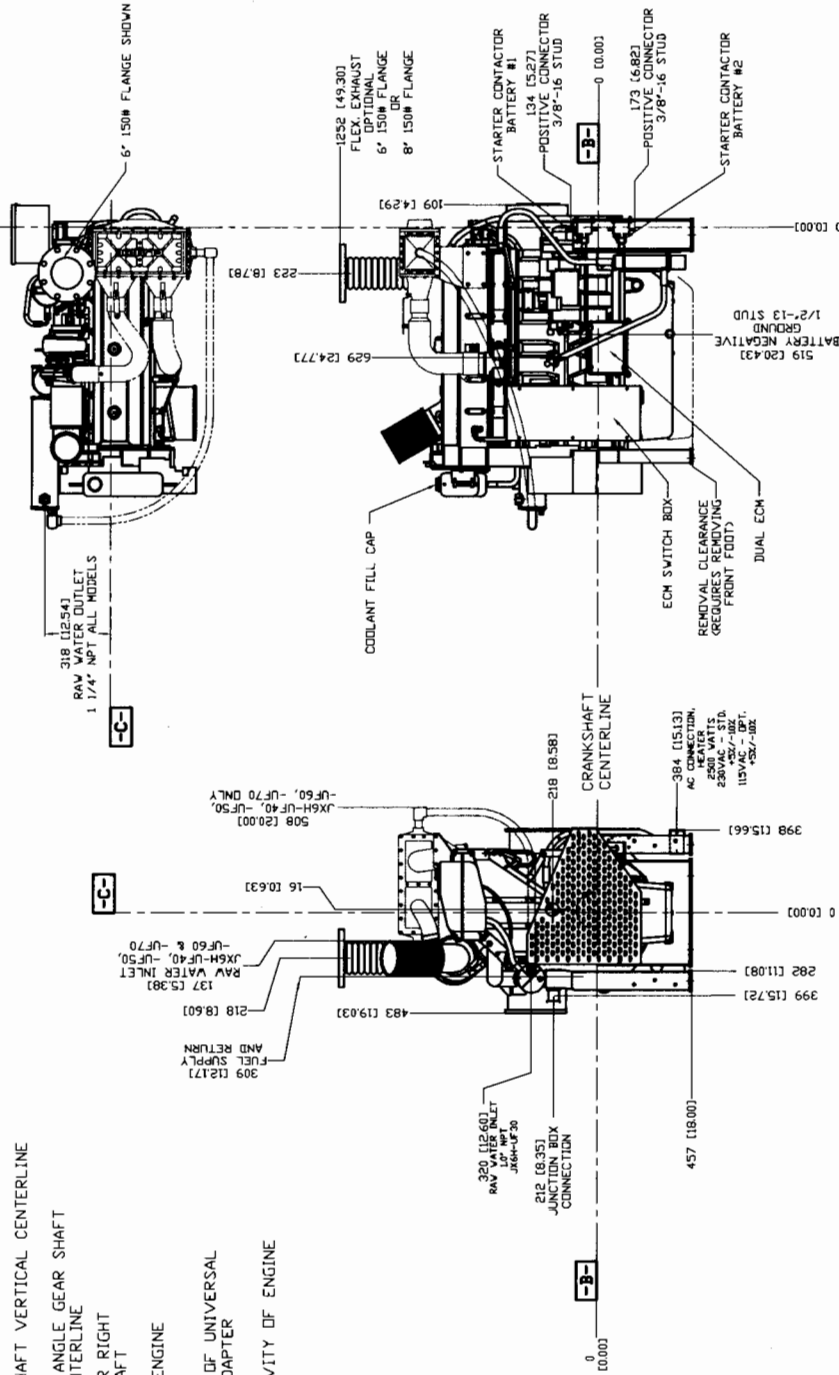 HAFT VERTICAL CENTERLINE
ANGLE GEAR SHAFT
NTERLINE
R RIGHT
AFT
ENGINE
OF UNIVERSAL
DAPTER
VITY OF ENGINE
6" 150# FLANGE SHOWN
318 [12.54]
RAW WATER OUTLET
1 1/4" NPT ALL MODELS
-C-
1252 [49.30]
FLEX. EXHAUST
OPTIONAL
6" 150# FLANGE
OR
8" 150# FLANGE
223 [8.78]
109 [4.29]
629 [24.77]
STARTER CONTACTOR
BATTERY #1
134 [5.27]
POSITIVE CONNECTOR
3/8"-16 STUD
0 [0.00]
-B-
173 [6.82]
POSITIVE CONNECTOR
3/8"-16 STUD
STARTER CONTACTOR
BATTERY #2
[0.00]
519 [20.43]
BATTERY NEGATIVE
GROUND
1/2"-13 STUD
COOLANT FILL CAP
ECM SWITCH BOX
REMOVAL CLEARANCE
(REQUIRES REMOVING
FRONT FOOT)
DUAL ECM
-C-
508 [20.00]
JX6H-UF40, -UF50,
-UF60, -UF70 ONLY
16 [0.63]
137 [5.38]
RAW WATER INLET
JX6H-UF40, -UF50,
-UF60 & -UF70
218 [8.60]
309 [12.17]
FUEL SUPPLY
AND RETURN
483 [19.03]
218 [8.58]
CRANKSHAFT
CENTERLINE
384 [15.13]
AC CONNECTION,
HEATER
2500 WATTS
230VAC - STD.
+5%/-10%
115VAC - OPT.
+5%/-10%
398 [15.66]
0 [0.00]
282 [11.08]
399 [15.72]
320 [12.60]
RAW WATER INLET
1.0" NPT
JX6H-UF30
212 [8.35]
JUNCTION BOX
CONNECTION
457 [18.00]
-B-
0
[0.00]